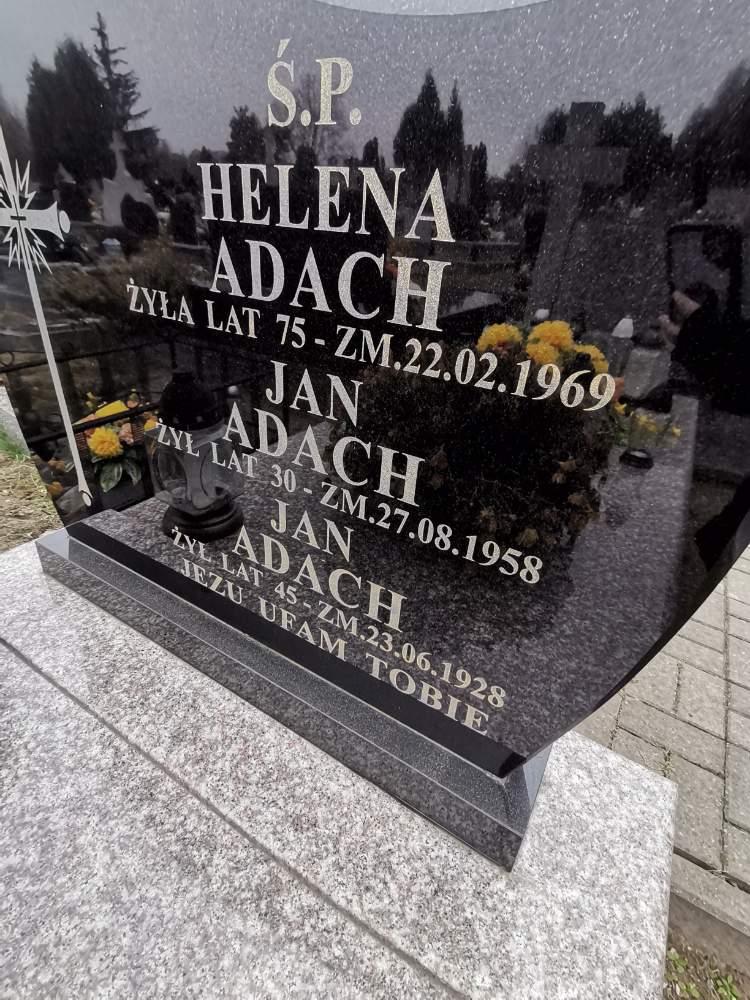 Ś.P.
HELENA
ADACH
ŻYŁA LAT 75 - ZM.22.02.1969
JAN
ADACH
ŻYŁ LAT 30 - ZM.27.08.1958
JAN
ADACH
ŻYŁ LAT 45 - ZM.23.06.1928
JEZU UFAM TOBIE